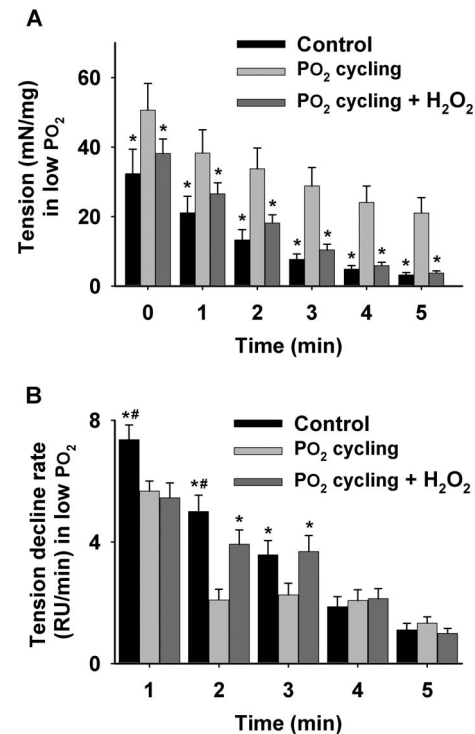 A
Control
PO₂ cycling
PO₂ cycling + H₂O₂
Tension (mN/mg)
in low PO₂
60
40
20
0
* * * * * * * * * * * *
0 1 2 3 4 5
Time (min)
B
Control
PO₂ cycling
PO₂ cycling + H₂O₂
Tension decline rate
(RU/min) in low PO₂
8
4
0
*# *# * * *
1 2 3 4 5
Time (min)